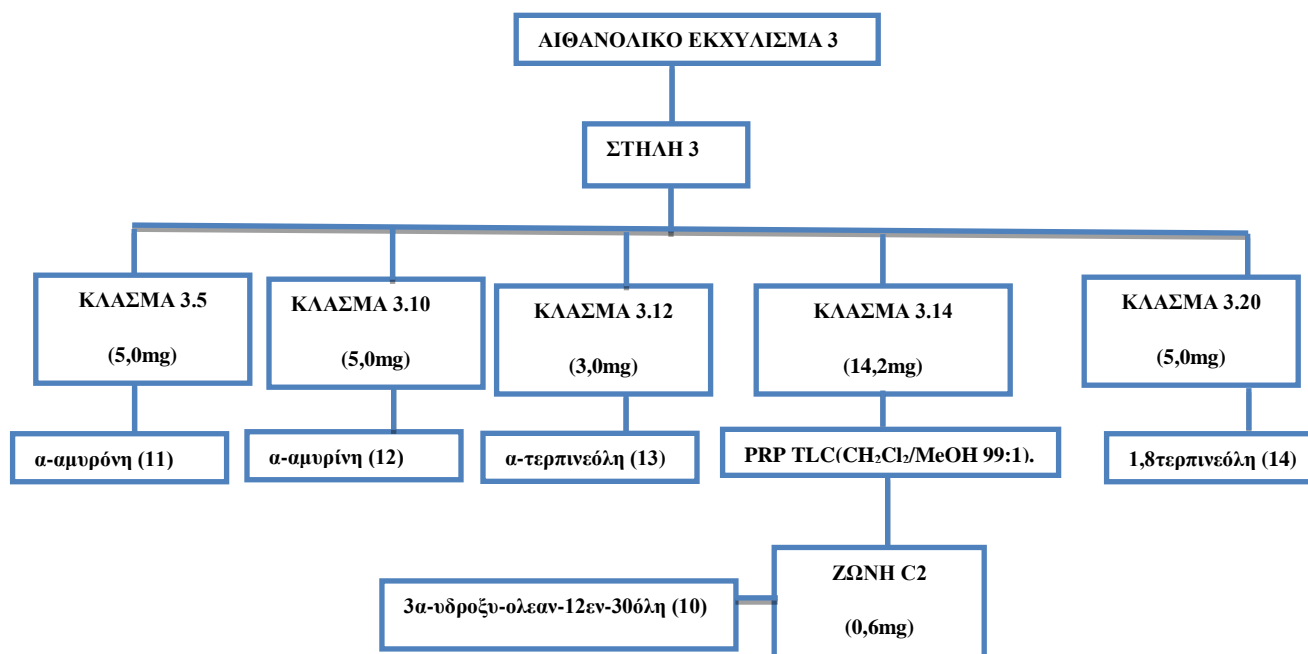 ΑΙΘΑΝΟΛΙΚΟ ΕΚΧΥΛΙΣΜΑ 3
ΣΤΗΛΗ 3
ΚΛΑΣΜΑ 3.5
(5,0mg)
ΚΛΑΣΜΑ 3.10
(5,0mg)
ΚΛΑΣΜΑ 3.12
(3,0mg)
ΚΛΑΣΜΑ 3.14
(14,2mg)
ΚΛΑΣΜΑ 3.20
(5,0mg)
α-αμυρόνη (11)
α-αμυρίνη (12)
α-τερπινεόλη (13)
PRP TLC(CH₂Cl₂/MeOH 99:1).
1,8τερπινεόλη (14)
ΖΩΝΗ C2
(0,6mg)
3α-υδροξυ-ολεαν-12εν-30όλη (10)